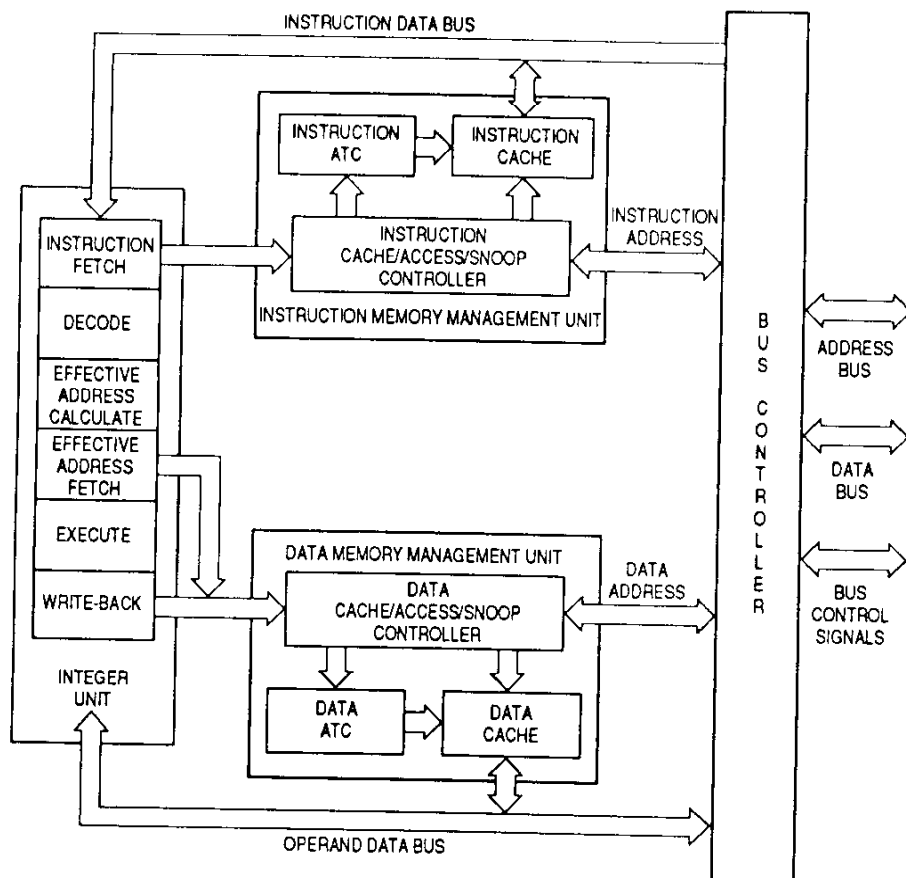 INSTRUCTION DATA BUS
INSTRUCTION
ATC
INSTRUCTION
CACHE
INSTRUCTION
CACHE/ACCESS/SNOOP
CONTROLLER
INSTRUCTION MEMORY MANAGEMENT UNIT
INSTRUCTION
ADDRESS
INSTRUCTION
FETCH
DECODE
EFFECTIVE
ADDRESS
CALCULATE
EFFECTIVE
ADDRESS
FETCH
EXECUTE
WRITE-BACK
INTEGER
UNIT
DATA MEMORY MANAGEMENT UNIT
DATA
CACHE/ACCESS/SNOOP
CONTROLLER
DATA
ATC
DATA
CACHE
DATA
ADDRESS
OPERAND DATA BUS
BUS CONTROLLER
ADDRESS
BUS
DATA
BUS
BUS
CONTROL
SIGNALS